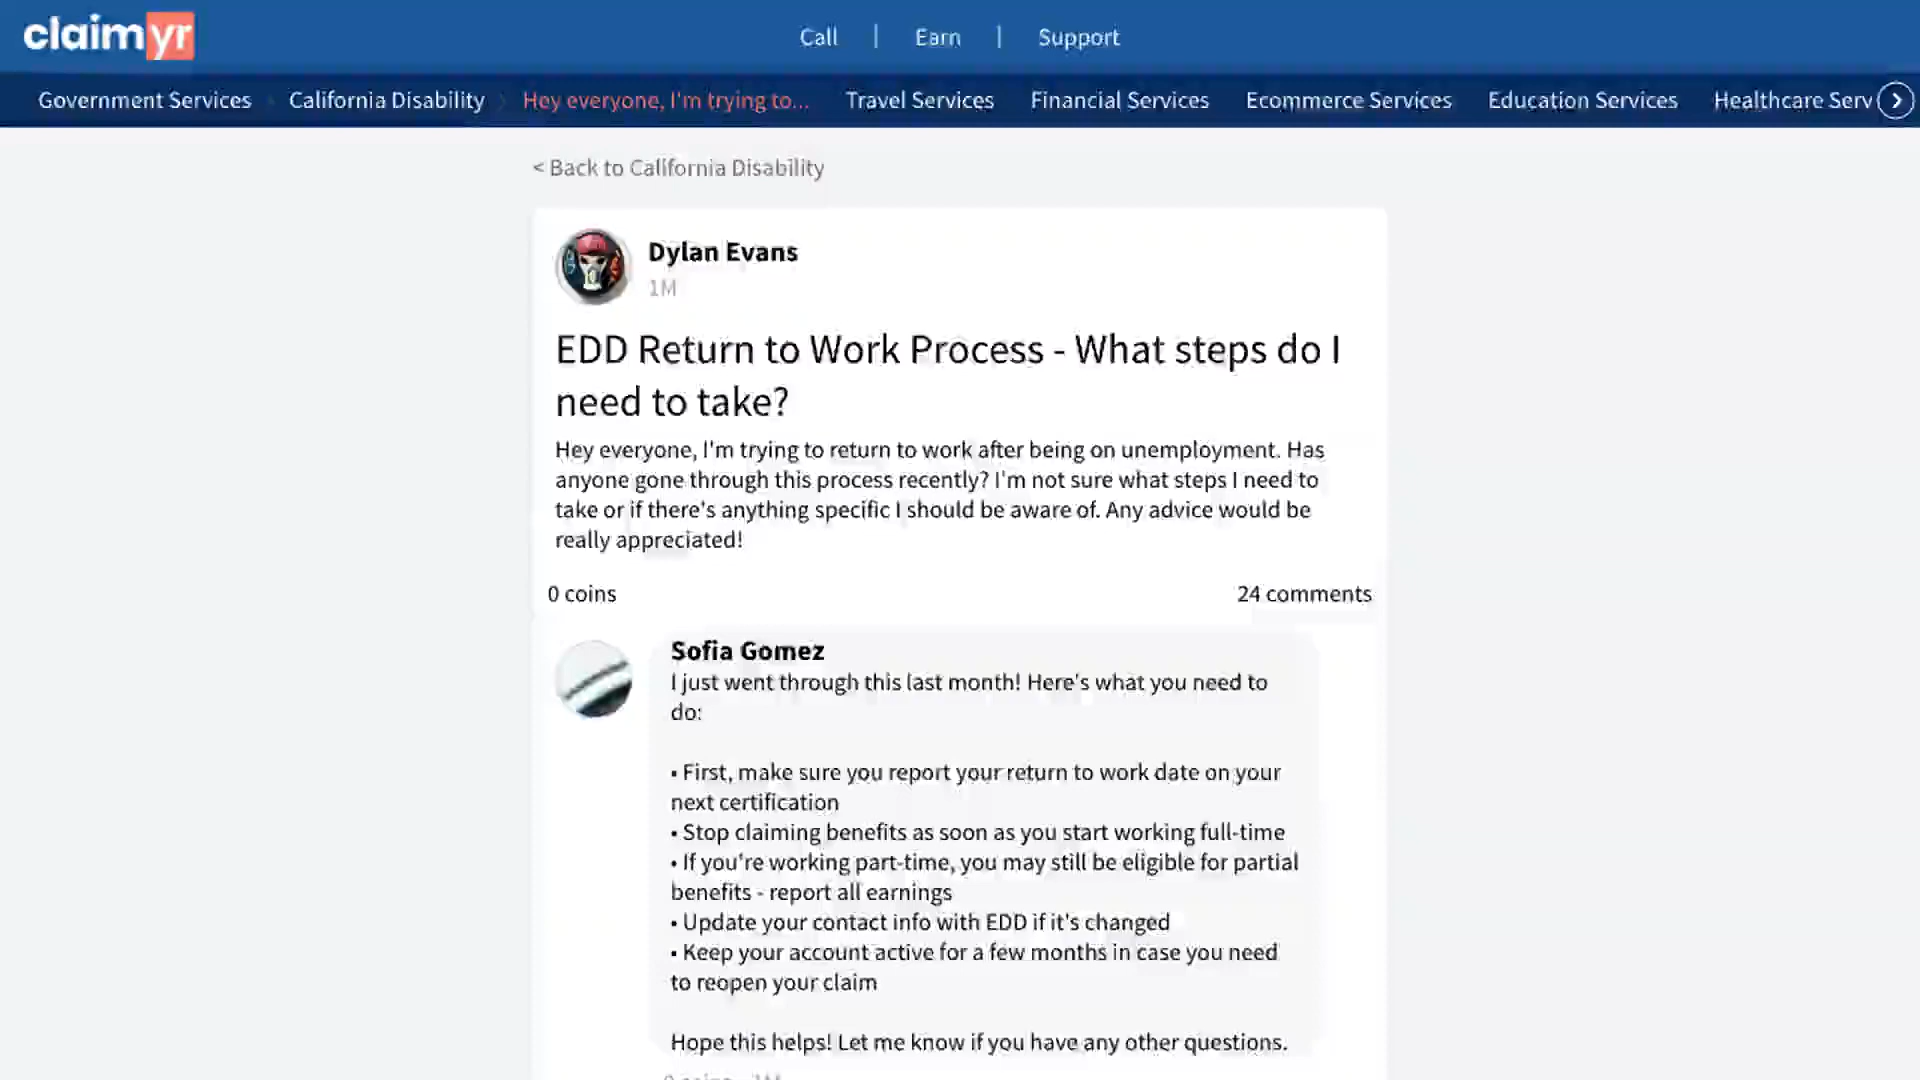 claimyr
Call | Earn | Support
Government Services California Disability Hey everyone, I'm trying to... Travel Services Financial Services Ecommerce Services Education Services Healthcare Serv
< Back to California Disability
Dylan Evans
1M
EDD Return to Work Process - What steps do I
need to take?
Hey everyone, I'm trying to return to work after being on unemployment. Has
anyone gone through this process recently? I'm not sure what steps I need to
take or if there's anything specific I should be aware of. Any advice would be
really appreciated!
0 coins 24 comments
Sofia Gomez
I just went through this last month! Here's what you need to
do:
• First, make sure you report your return to work date on your
next certification
• Stop claiming benefits as soon as you start working full-time
• If you're working part-time, you may still be eligible for partial
benefits - report all earnings
• Update your contact info with EDD if it's changed
• Keep your account active for a few months in case you need
to reopen your claim
Hope this helps! Let me know if you have any other questions.